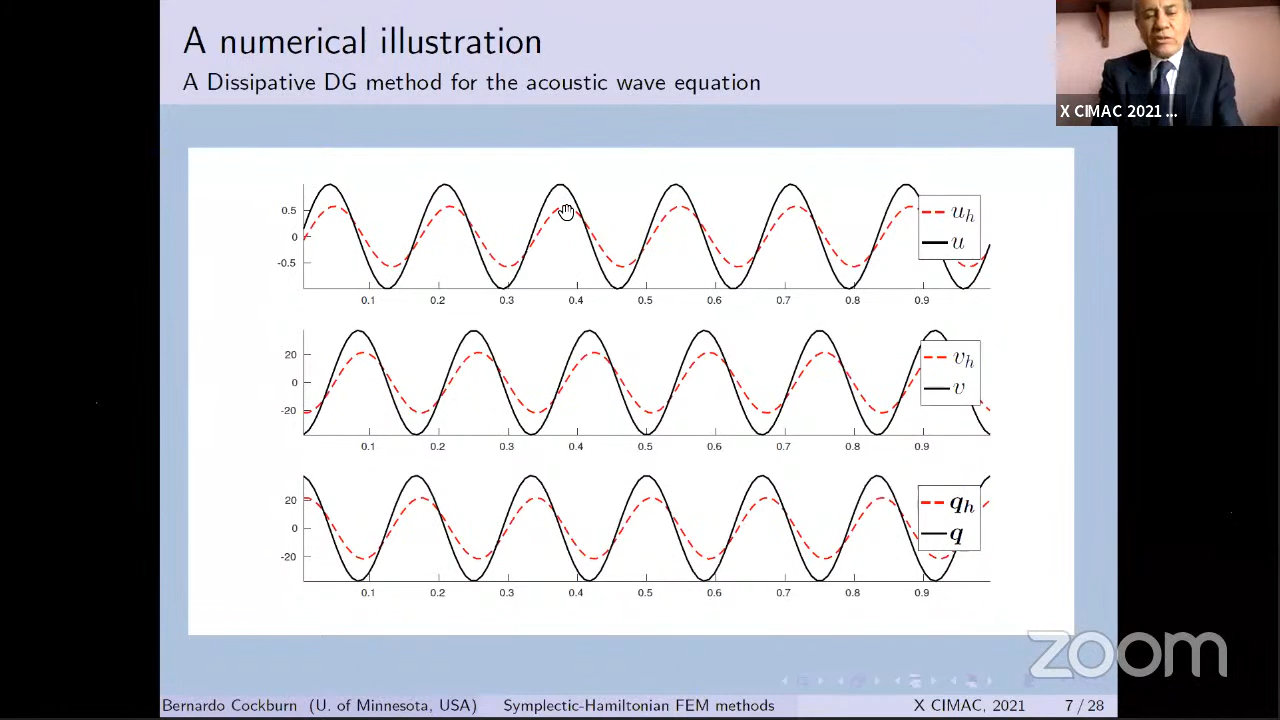 A numerical illustration
A Dissipative DG method for the acoustic wave equation
X CIMAC 2021 ...
0.5
0
-0.5
u_h
u
0.1 0.2 0.3 0.4 0.5 0.6 0.7 0.8 0.9
20
0
-20
v_h
v
0.1 0.2 0.3 0.4 0.5 0.6 0.7 0.8 0.9
20
0
-20
q_h
q
0.1 0.2 0.3 0.4 0.5 0.6 0.7 0.8 0.9
zoom
Bernardo Cockburn (U. of Minnesota, USA) Symplectic-Hamiltonian FEM methods X CIMAC, 2021 7 / 28